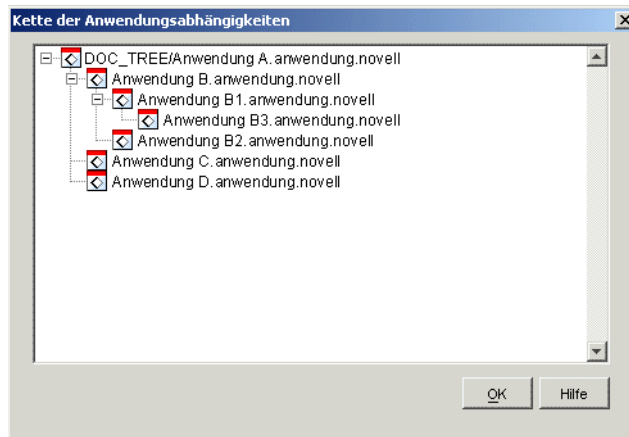 Kette der Anwendungsabhängigkeiten
DOC_TREE/Anwendung A.anwendung.novell
Anwendung B.anwendung.novell
Anwendung B1.anwendung.novell
Anwendung B3.anwendung.novell
Anwendung B2.anwendung.novell
Anwendung C.anwendung.novell
Anwendung D.anwendung.novell
OK Hilfe